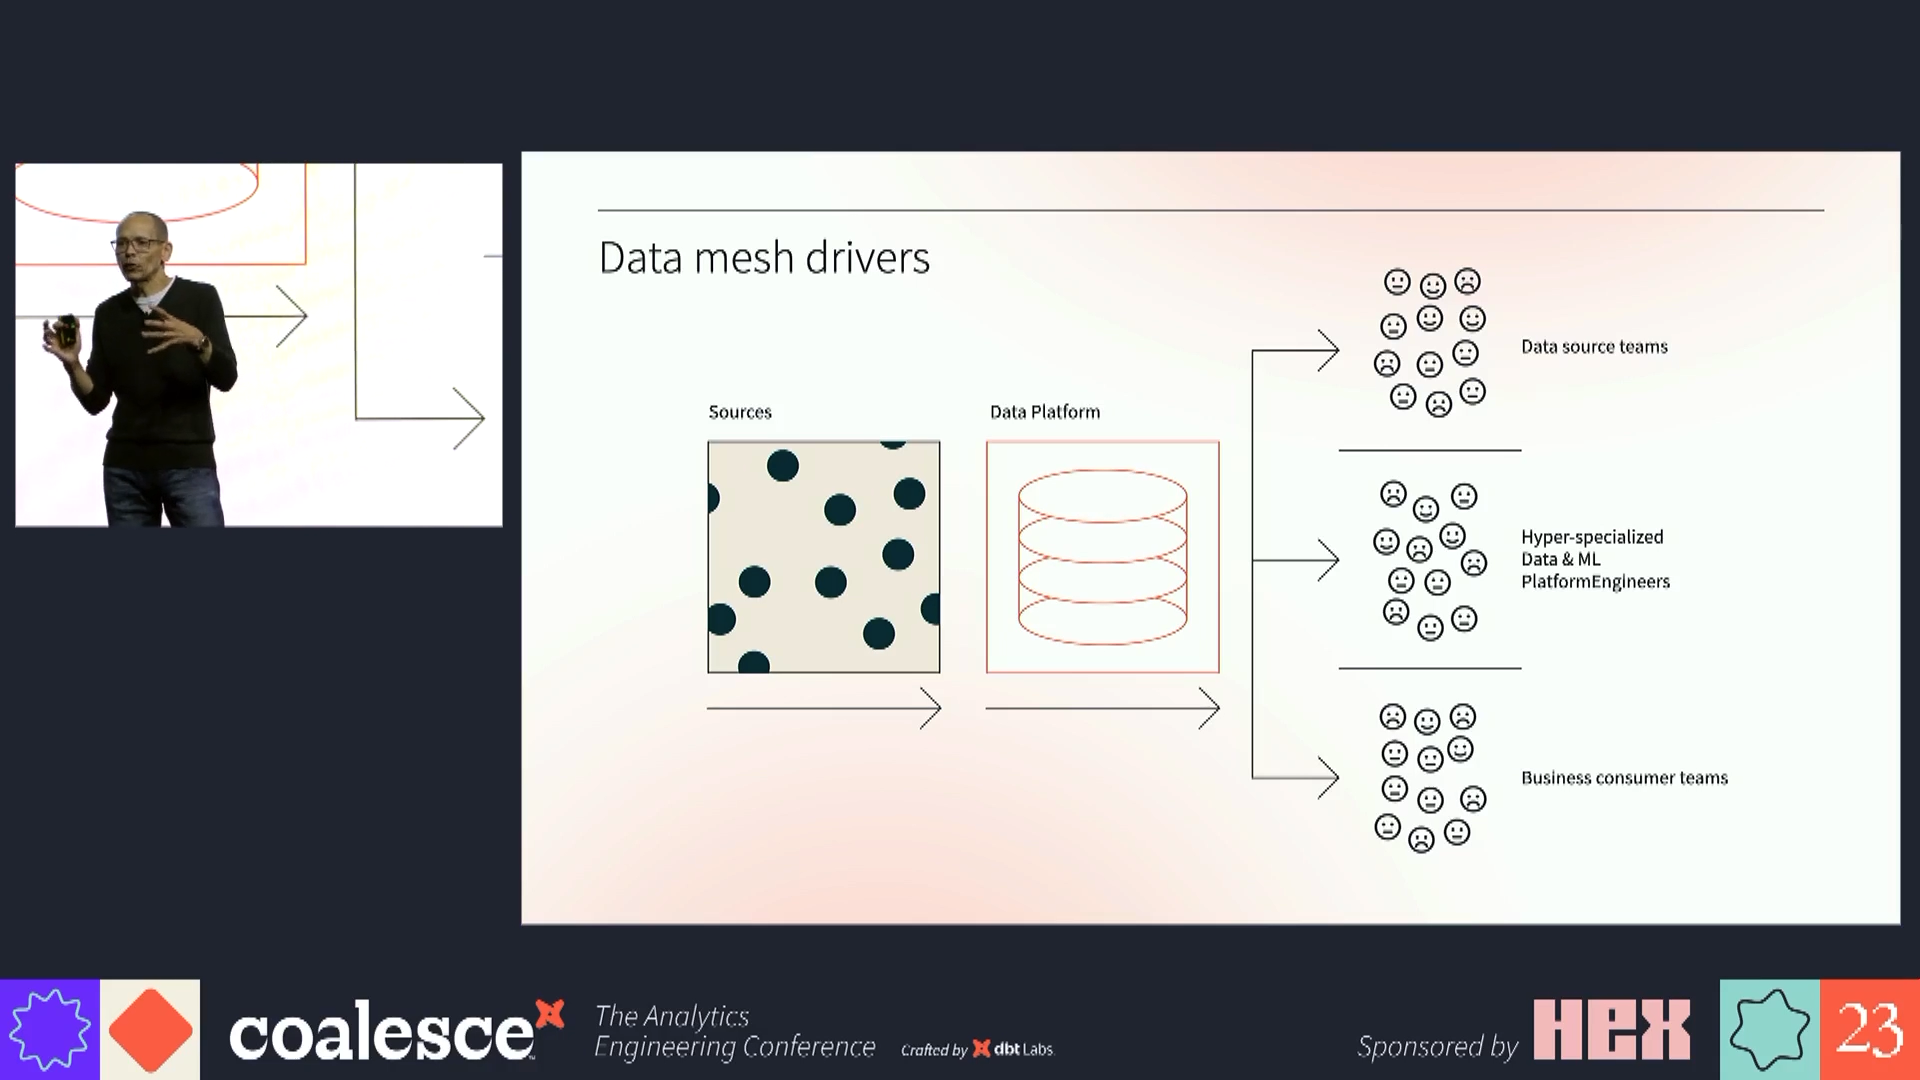 Data mesh drivers
Sources
Data Platform
Data source teams
Hyper-specialized
Data & ML
PlatformEngineers
Business consumer teams
coalesce
The Analytics
Engineering Conference
Crafted by dbt Labs
Sponsored by HEX
23